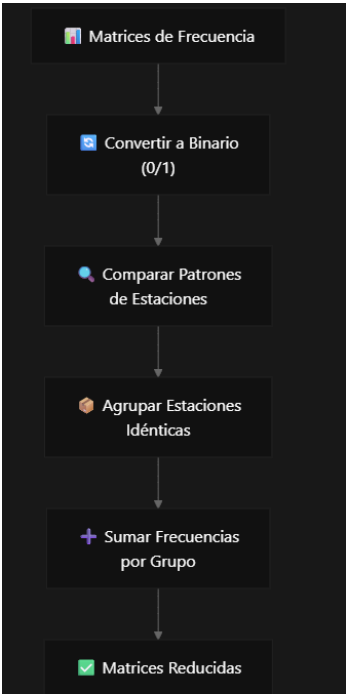 Matrices de Frecuencia
Convertir a Binario
(0/1)
Comparar Patrones
de Estaciones
Agrupar Estaciones
Idénticas
Sumar Frecuencias
por Grupo
Matrices Reducidas